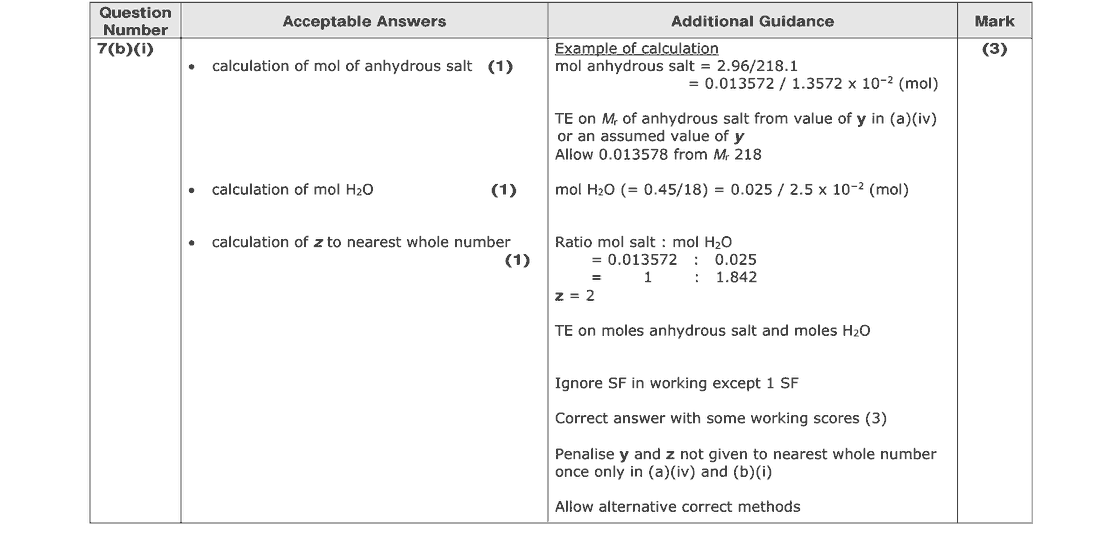 Question Number Acceptable Answers Additional Guidance Mark
7(b)(i) Example of calculation (3)
• calculation of mol of anhydrous salt (1) mol anhydrous salt = 2.96/218.1
= 0.013572 / 1.3572 x 10⁻² (mol)
TE on Mᵣ of anhydrous salt from value of y in (a)(iv)
or an assumed value of y
Allow 0.013578 from Mᵣ 218
• calculation of mol H₂O (1) mol H₂O (= 0.45/18) = 0.025 / 2.5 x 10⁻² (mol)
• calculation of z to nearest whole number Ratio mol salt : mol H₂O
(1) = 0.013572 : 0.025
= 1 : 1.842
z = 2
TE on moles anhydrous salt and moles H₂O
Ignore SF in working except 1 SF
Correct answer with some working scores (3)
Penalise y and z not given to nearest whole number
once only in (a)(iv) and (b)(i)
Allow alternative correct methods